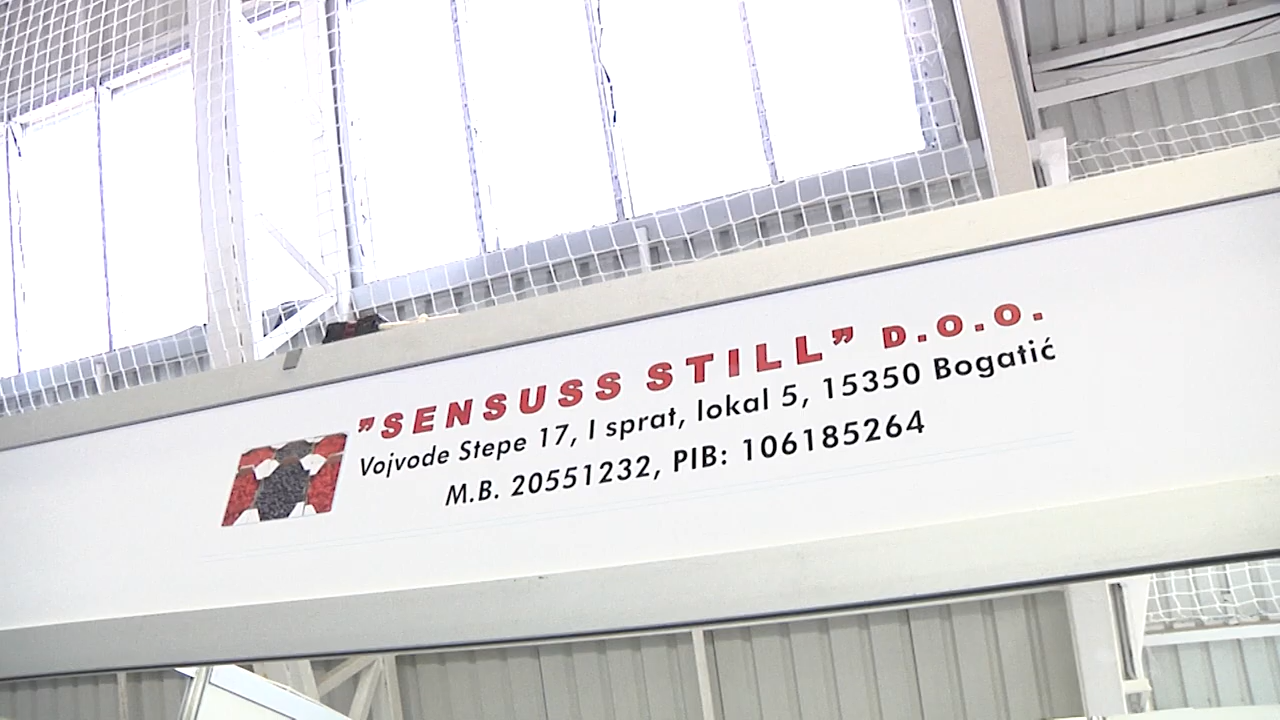 "SENSUSS STILL" D.O.O.
Vojvode Stepe 17, I sprat, lokal 5, 15350 Bogatić
M.B. 20551232, PIB: 106185264